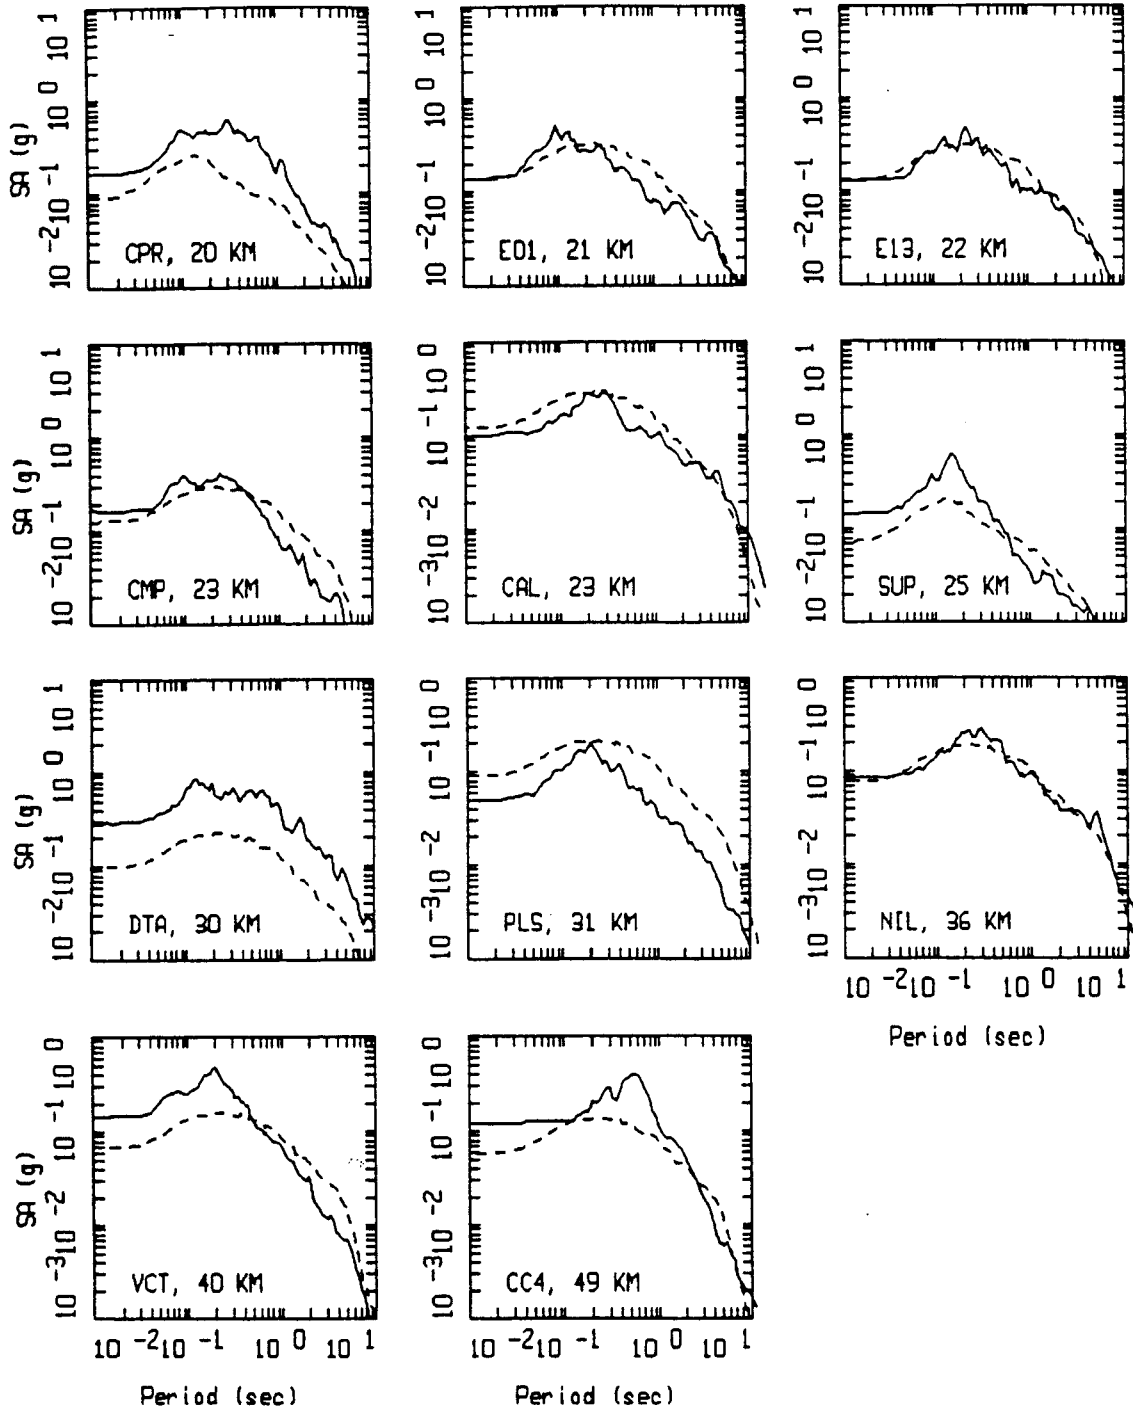 SA (g)
10 -2 10 -1 10 0 10 1
CPR, 20 KM
10 -2 10 -1 10 0 10 1
E01, 21 KM
10 -2 10 -1 10 0 10 1
E13, 22 KM
SA (g)
10 -2 10 -1 10 0 10 1
CMP, 23 KM
10 -3 10 -2 10 -1 10 0
CAL, 23 KM
10 -2 10 -1 10 0 10 1
SUP, 25 KM
SA (g)
10 -2 10 -1 10 0 10 1
DTA, 30 KM
10 -3 10 -2 10 -1 10 0
PLS, 31 KM
10 -3 10 -2 10 -1 10 0
NIL, 36 KM
10 -2 10 -1 10 0 10 1
Period (sec)
SA (g)
10 -3 10 -2 10 -1 10 0
VCT, 40 KM
10 -2 10 -1 10 0 10 1
Period (sec)
10 -3 10 -2 10 -1 10 0
CC4, 49 KM
10 -2 10 -1 10 0 10 1
Period (sec)